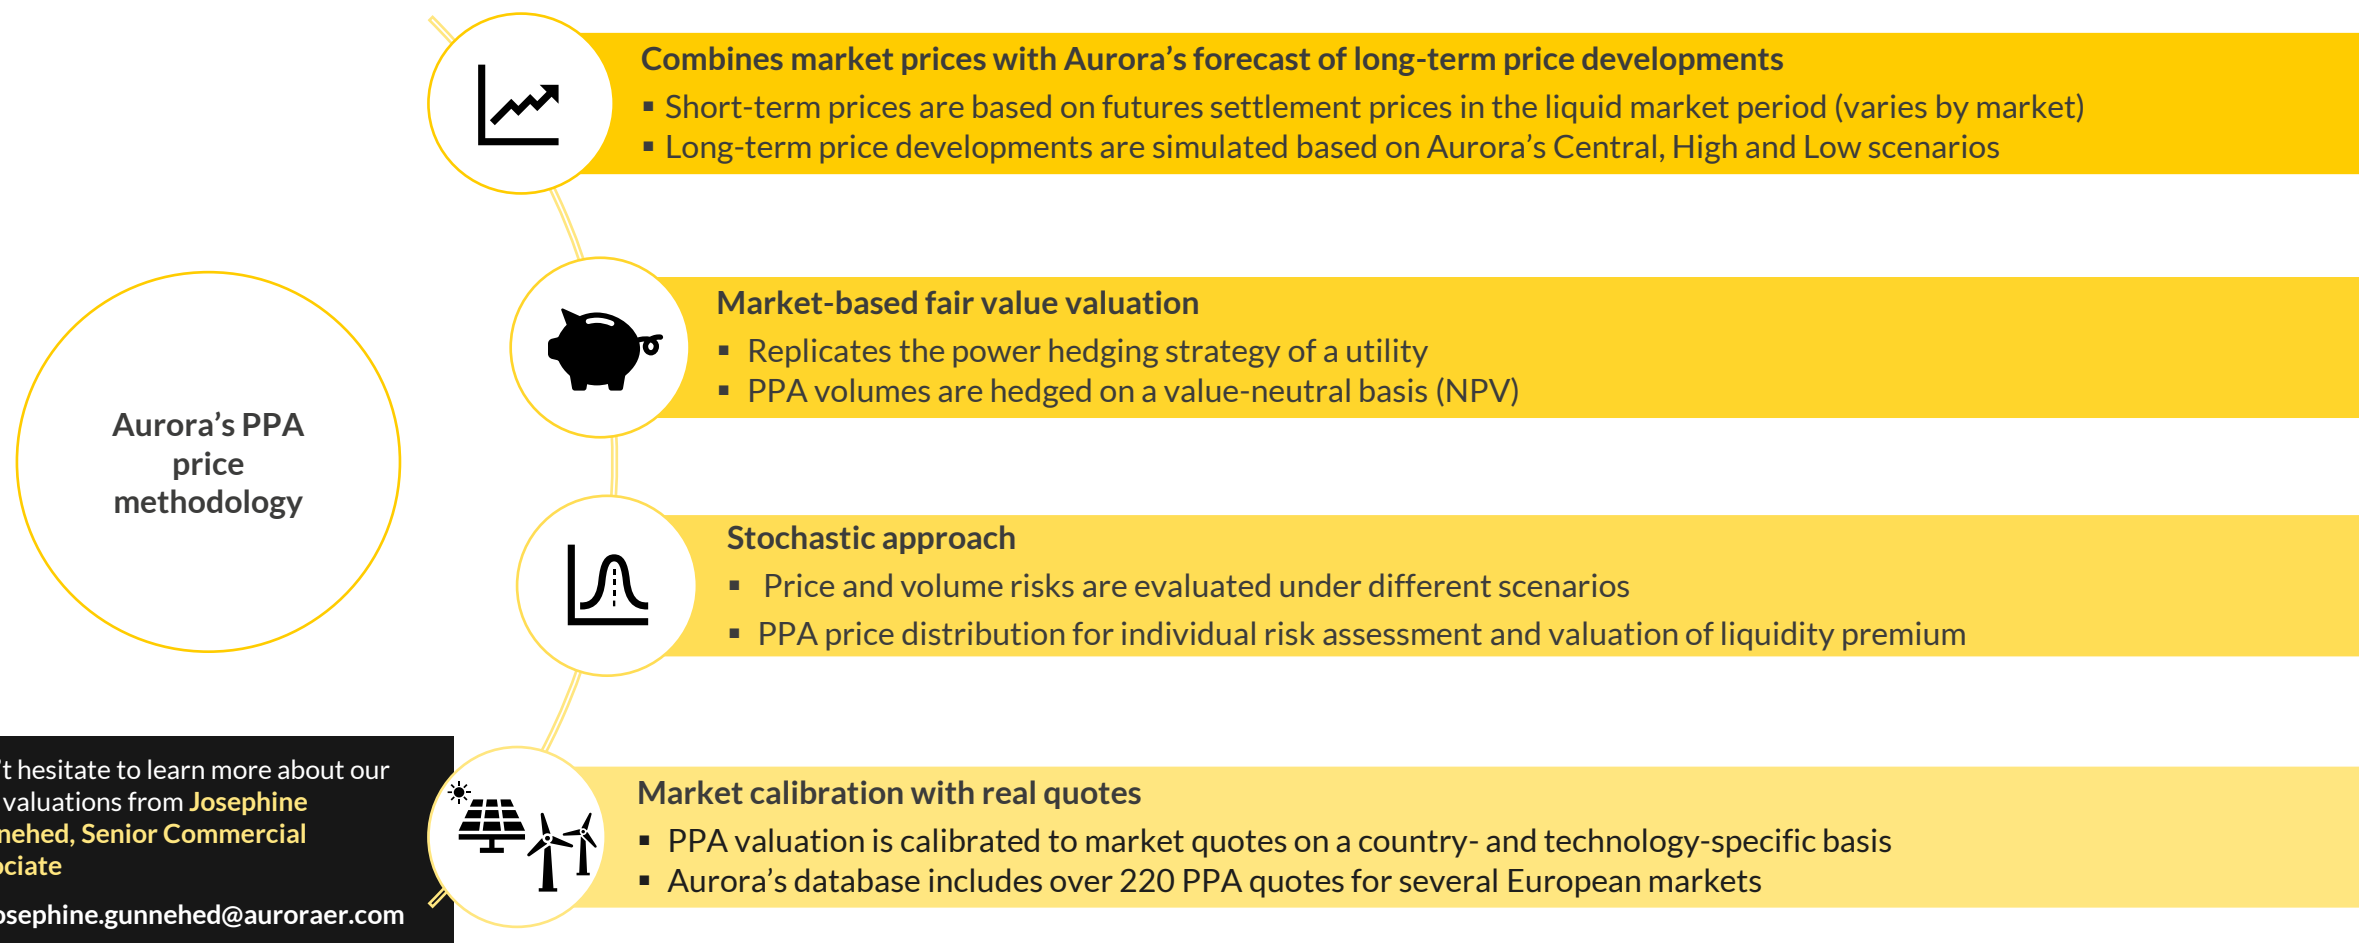 Combines market prices with Aurora’s forecast of long-term price developments
▪ Short-term prices are based on futures settlement prices in the liquid market period (varies by market)
▪ Long-term price developments are simulated based on Aurora’s Central, High and Low scenarios
Market-based fair value valuation
▪ Replicates the power hedging strategy of a utility
▪ PPA volumes are hedged on a value-neutral basis (NPV)
Aurora’s PPA
price
methodology
Stochastic approach
▪ Price and volume risks are evaluated under different scenarios
▪ PPA price distribution for individual risk assessment and valuation of liquidity premium
Market calibration with real quotes
▪ PPA valuation is calibrated to market quotes on a country- and technology-specific basis
▪ Aurora’s database includes over 220 PPA quotes for several European markets
’t hesitate to learn more about our
valuations from Josephine
nehed, Senior Commercial
ociate
osephine.gunnehed@auroraer.com